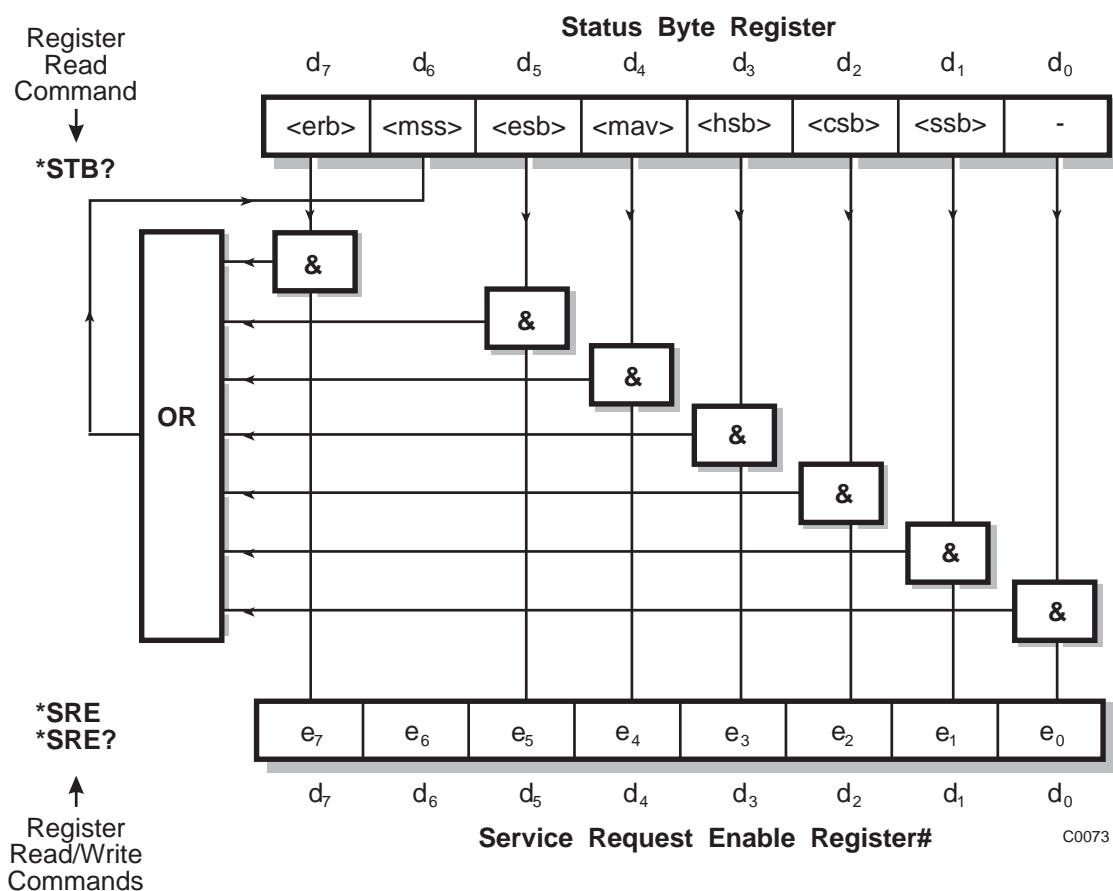 Status Byte Register
Register
Read
Command
d₇ d₆ d₅ d₄ d₃ d₂ d₁ d₀
<erb> <mss> <esb> <mav> <hsb> <csb> <ssb> -
*STB?
&
&
&
OR
&
&
&
&
*SRE
*SRE?
e₇ e₆ e₅ e₄ e₃ e₂ e₁ e₀
d₇ d₆ d₅ d₄ d₃ d₂ d₁ d₀
Register
Read/Write
Commands
Service Request Enable Register#
C0073